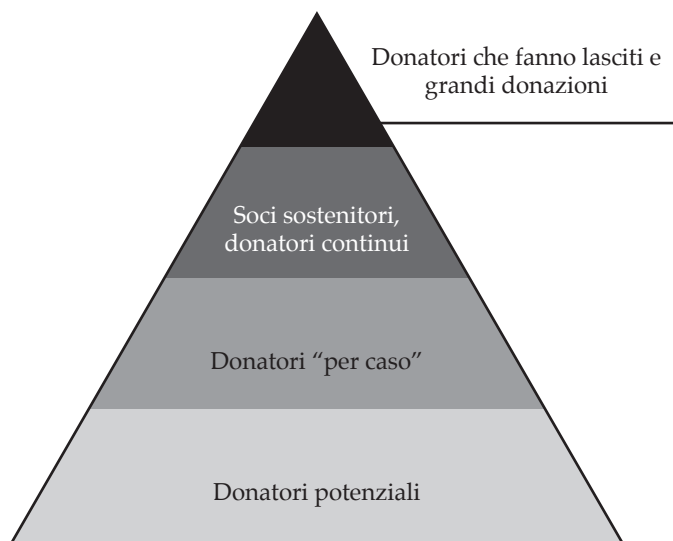 Donatori che fanno lasciti e
grandi donazioni
Soci sostenitori,
donatori continui
Donatori “per caso”
Donatori potenziali